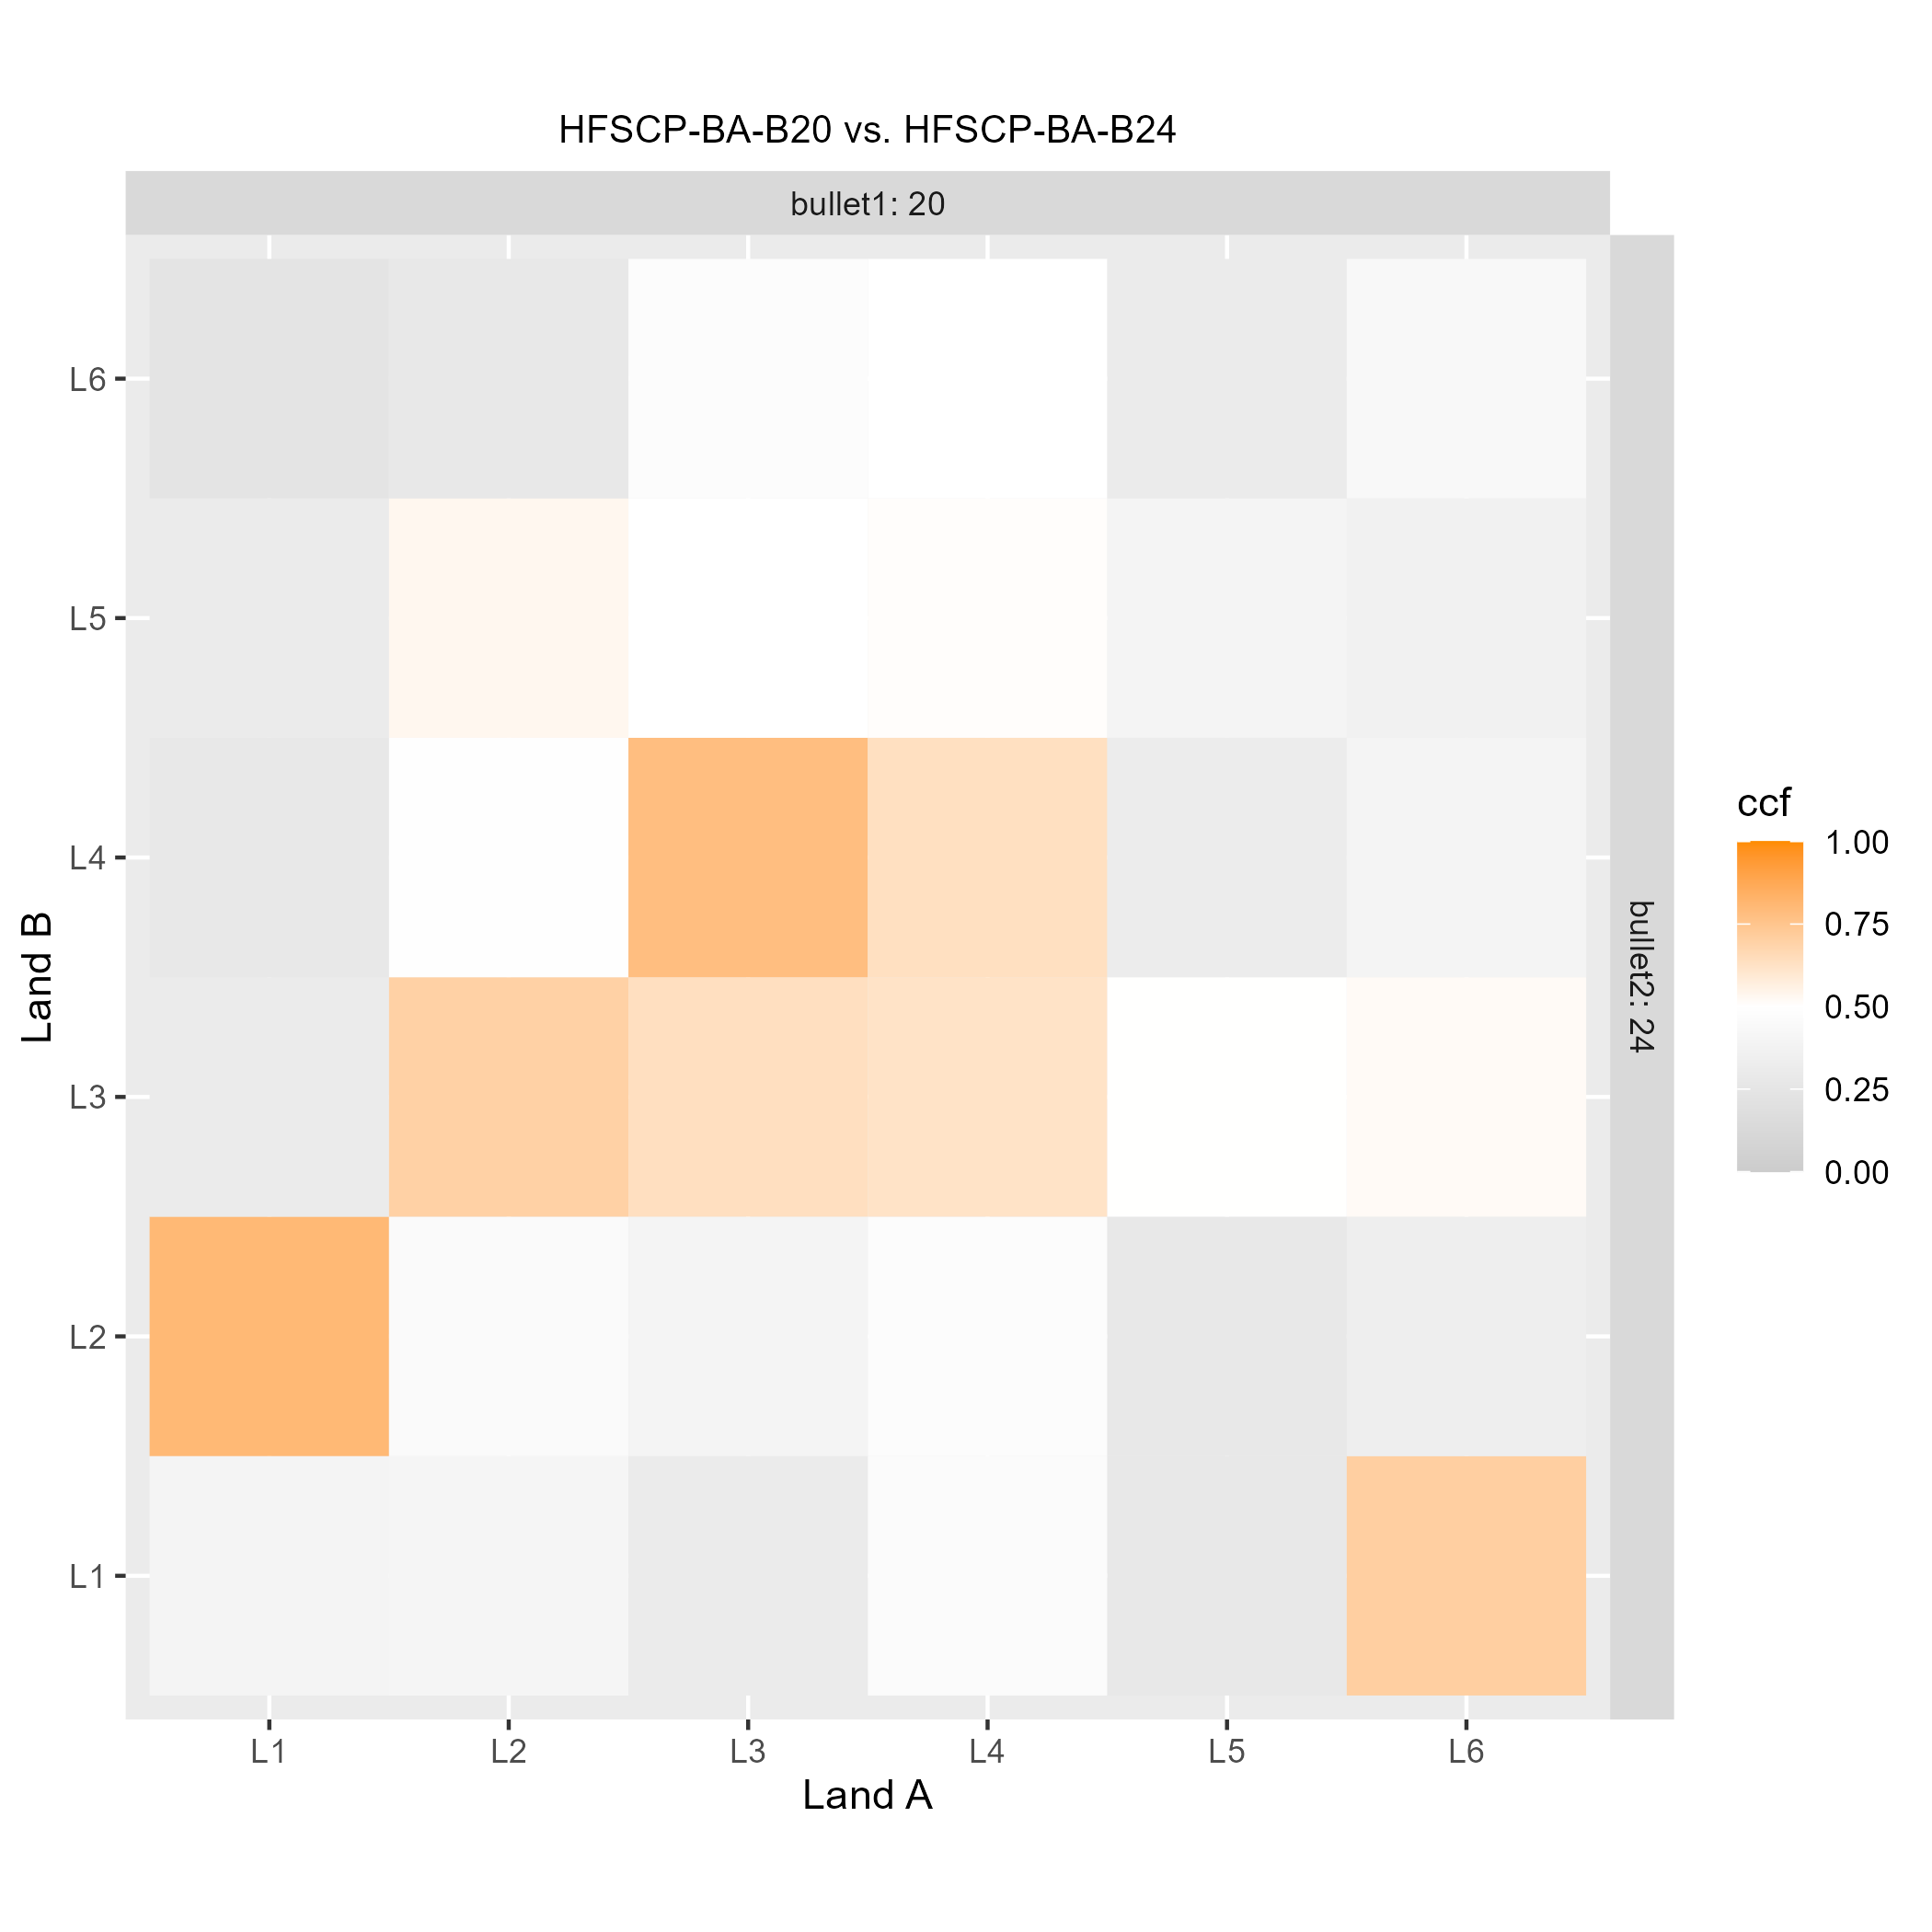 HFSCP-BA-B20 vs. HFSCP-BA-B24
bullet1: 20
L6
L5
L4
L3
L2
L1
Land B
bullet2: 24
L1 L2 L3 L4 L5 L6
Land A
ccf
1.00
0.75
0.50
0.25
0.00